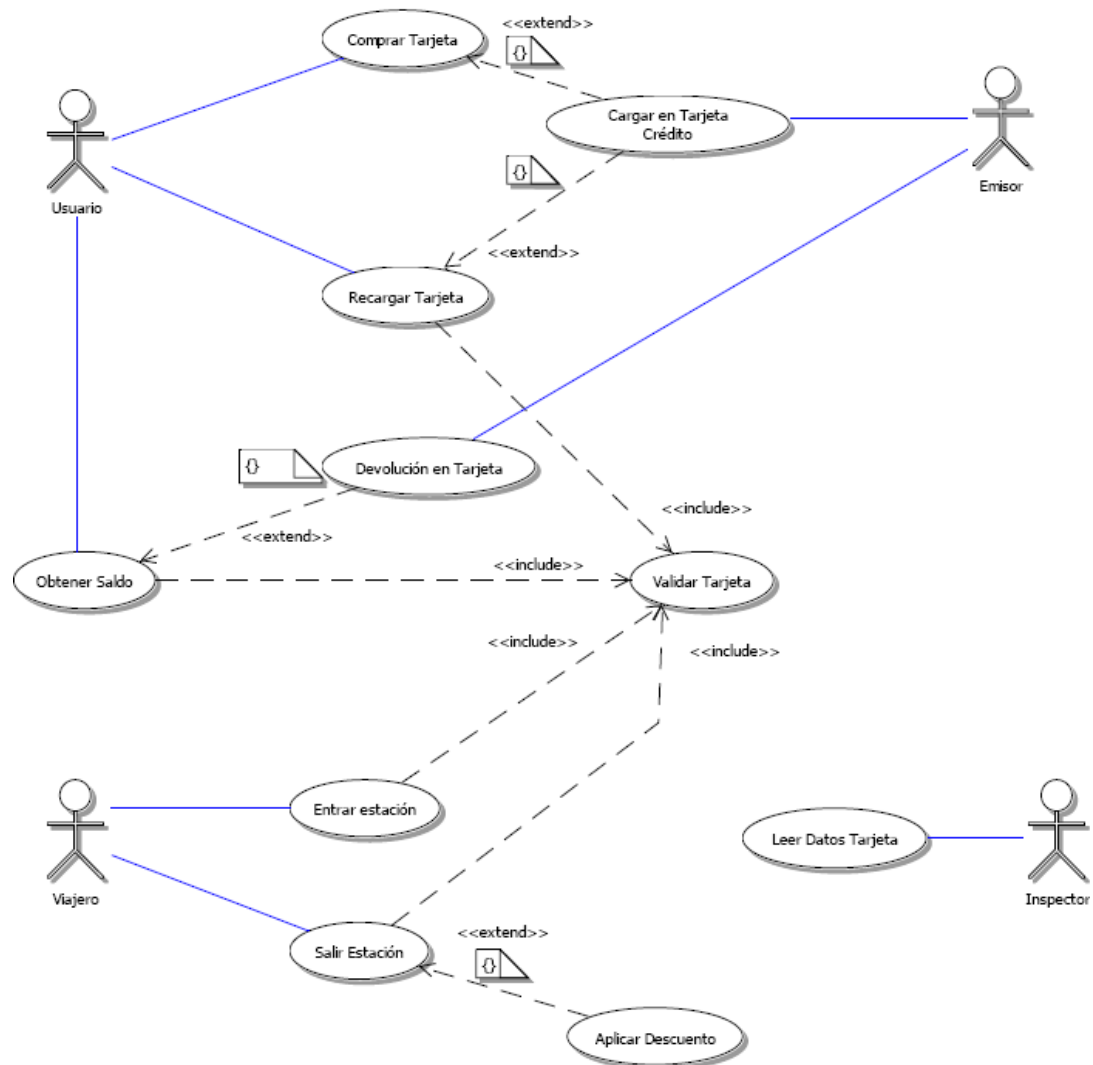 <<extend>>
Comprar Tarjeta
{}
Cargar en Tarjeta
Crédito
{}
Usuario
Emisor
<<extend>>
Recargar Tarjeta
{}
Devolución en Tarjeta
<<include>>
<<extend>>
<<include>>
Obtener Saldo
Validar Tarjeta
<<include>>
<<include>>
Entrar estación
Leer Datos Tarjeta
Viajero
Inspector
<<extend>>
Salir Estación
{}
Aplicar Descuento